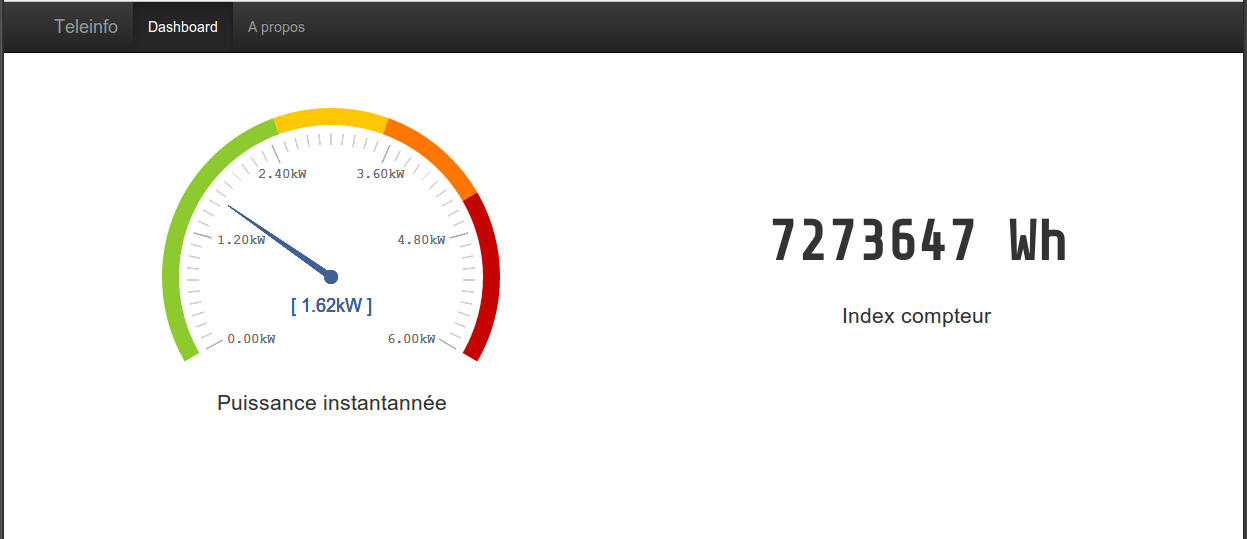 Teleinfo Dashboard A propos
2.40kW 3.60kW
1.20kW 4.80kW
[ 1.62kW ]
0.00kW 6.00kW
Puissance instantannée
7273647 Wh
Index compteur